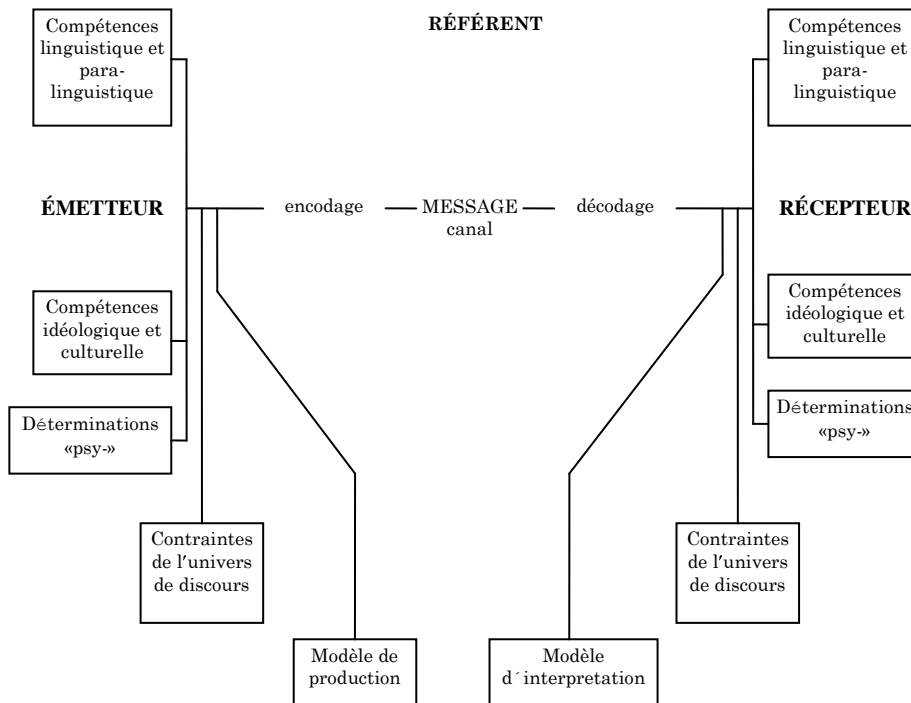 Compétences
linguistique et
para-
linguistique
RÉFÉRENT
Compétences
linguistique et
para-
linguistique
ÉMETTEUR
encodage
MESSAGE
canal
décodage
RÉCEPTEUR
Compétences
idéologique et
culturelle
Compétences
idéologique et
culturelle
Déterminations
«psy-»
Déterminations
«psy-»
Contraintes
de l'univers
de discours
Contraintes
de l'univers
de discours
Modèle de
production
Modèle
d´interpretation